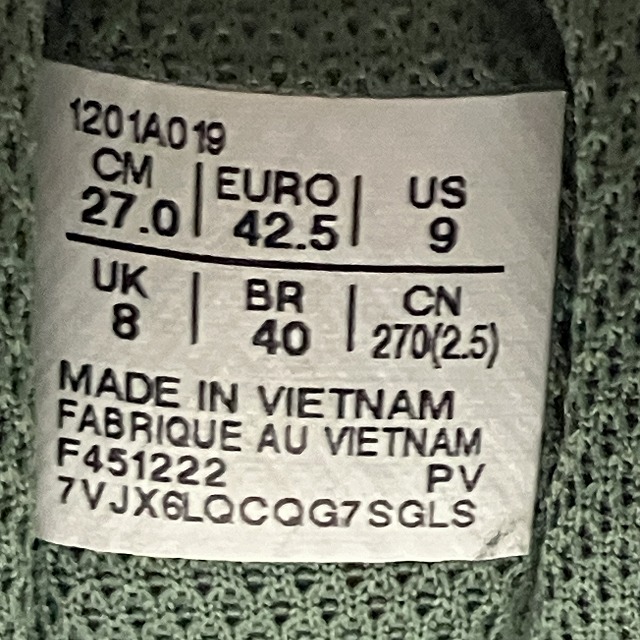 1201A019
CM | EURO | US
27.0 | 42.5 | 9
UK | BR | CN
8 | 40 | 270(2.5)
MADE IN VIETNAM
FABRIQUE AU VIETNAM
F451222 PV
7VJX6LQCQG7SGLS